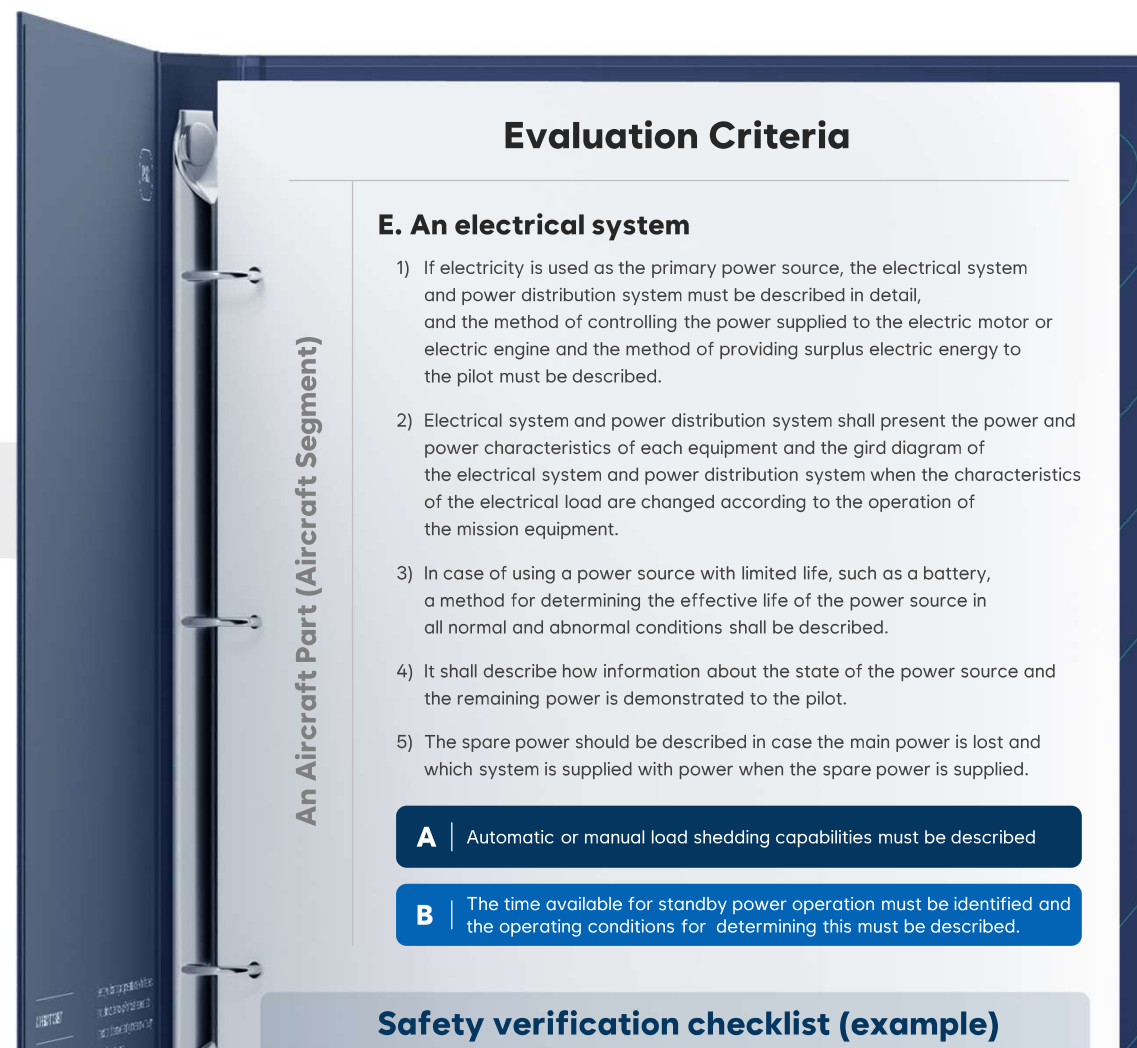 Evaluation Criteria
An Aircraft Part (Aircraft Segment)
E. An electrical system
1) If electricity is used as the primary power source, the electrical system
and power distribution system must be described in detail,
and the method of controlling the power supplied to the electric motor or
electric engine and the method of providing surplus electric energy to
the pilot must be described.
2) Electrical system and power distribution system shall present the power and
power characteristics of each equipment and the gird diagram of
the electrical system and power distribution system when the characteristics
of the electrical load are changed according to the operation of
the mission equipment.
3) In case of using a power source with limited life, such as a battery,
a method for determining the effective life of the power source in
all normal and abnormal conditions shall be described.
4) It shall describe how information about the state of the power source and
the remaining power is demonstrated to the pilot.
5) The spare power should be described in case the main power is lost and
which system is supplied with power when the spare power is supplied.
A Automatic or manual load shedding capabilities must be described
B The time available for standby power operation must be identified and
the operating conditions for determining this must be described.
Safety verification checklist (example)